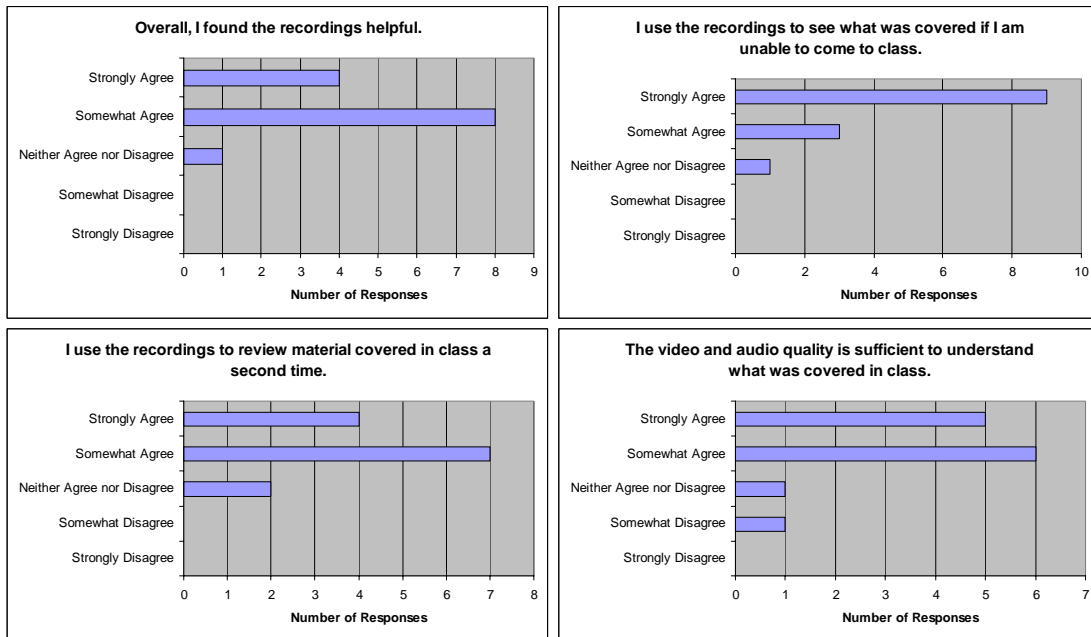 Overall, I found the recordings helpful.
Strongly Agree
Somewhat Agree
Neither Agree nor Disagree
Somewhat Disagree
Strongly Disagree
0 1 2 3 4 5 6 7 8 9
Number of Responses
I use the recordings to see what was covered if I am
unable to come to class.
Strongly Agree
Somewhat Agree
Neither Agree nor Disagree
Somewhat Disagree
Strongly Disagree
0 2 4 6 8 10
Number of Responses
I use the recordings to review material covered in class a
second time.
Strongly Agree
Somewhat Agree
Neither Agree nor Disagree
Somewhat Disagree
Strongly Disagree
0 1 2 3 4 5 6 7 8
Number of Responses
The video and audio quality is sufficient to understand
what was covered in class.
Strongly Agree
Somewhat Agree
Neither Agree nor Disagree
Somewhat Disagree
Strongly Disagree
0 1 2 3 4 5 6 7
Number of Responses